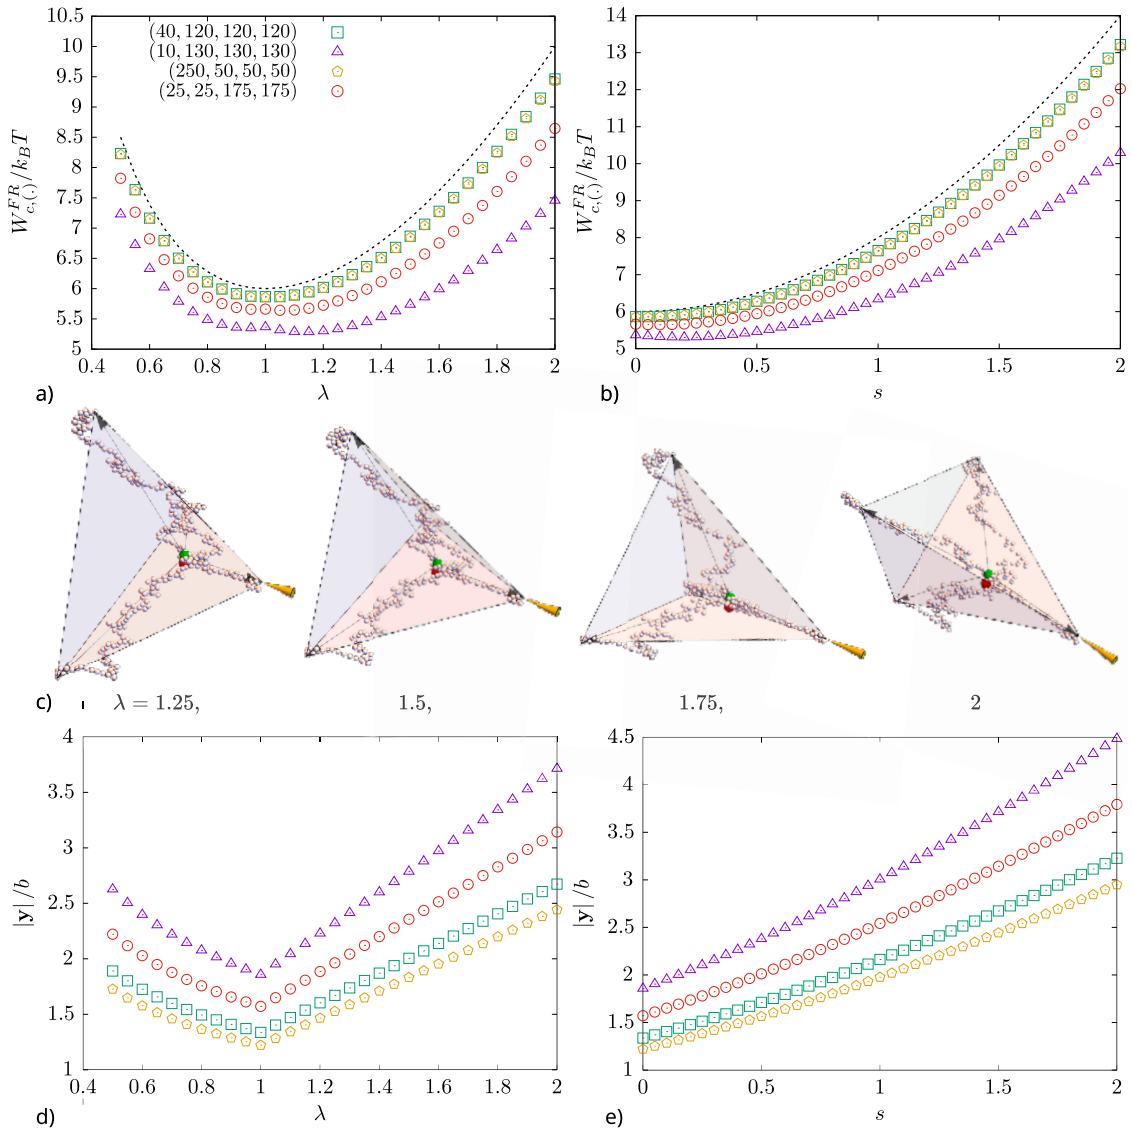 10.5
10
9.5
9
8.5
8
7.5
7
6.5
6
5.5
5
(40, 120, 120, 120)
(10, 130, 130, 130)
(250, 50, 50, 50)
(25, 25, 175, 175)
W^{FR}_{c,(.)}/k_BT
0.4 0.6 0.8 1 1.2 1.4 1.6 1.8 2
λ
a)
14
13
12
11
10
9
8
7
6
5
W^{FR}_{c,(.)}/k_BT
0 0.5 1 1.5 2
s
b)
c) λ = 1.25, 1.5, 1.75, 2
4
3.5
3
2.5
2
1.5
1
|y|/b
0.4 0.6 0.8 1 1.2 1.4 1.6 1.8 2
λ
d)
4.5
4
3.5
3
2.5
2
1.5
1
|y|/b
0 0.5 1 1.5 2
s
e)